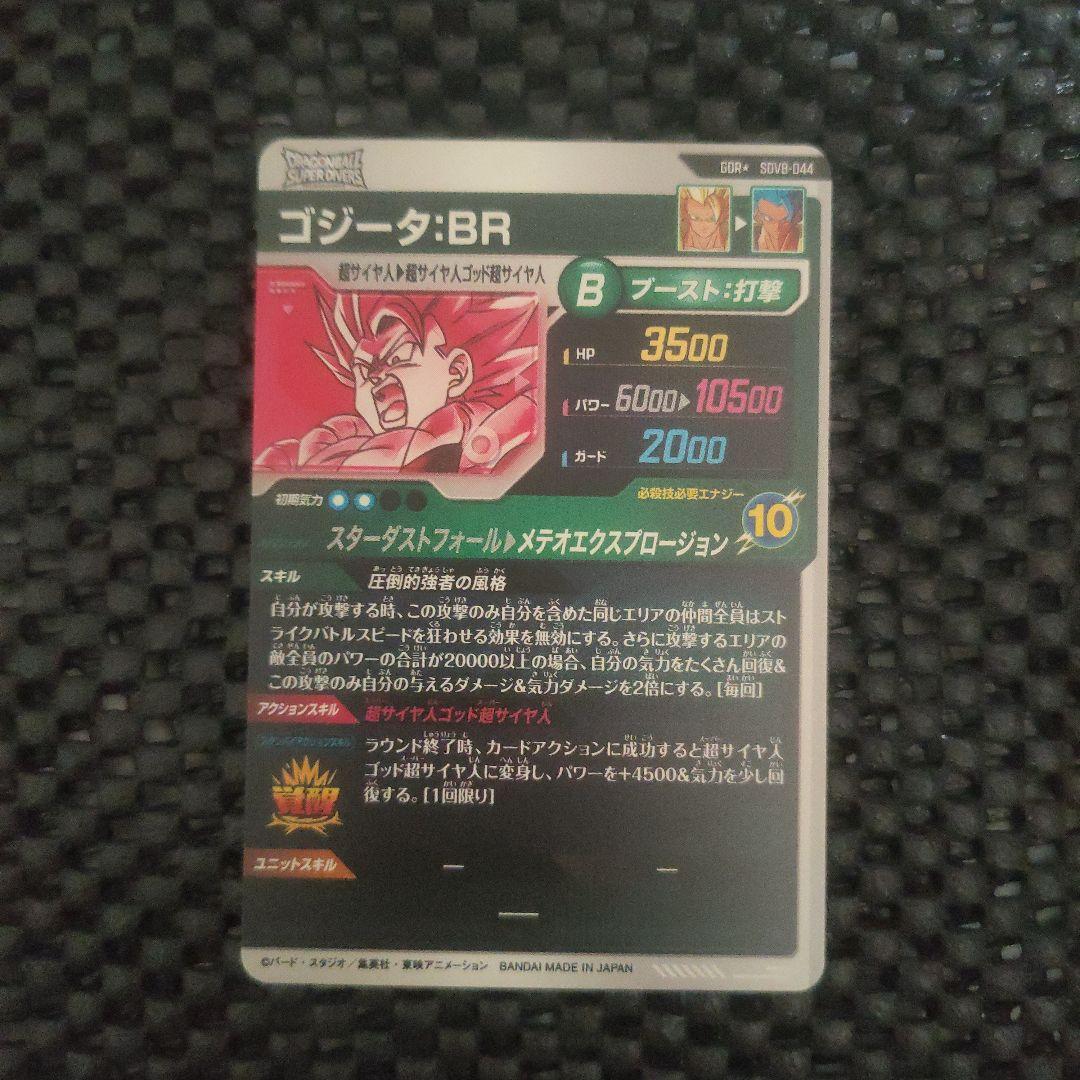 DRAGONBALL
SUPER DIVERS
GDR★ SDV8-044
ゴジータ:BR
超サイヤ人▶超サイヤ人ゴッド超サイヤ人
B ブースト:打撃
HP 3500
パワー 6000▶10500
ガード 2000
初期気力
必殺技必要エナジー
10
スターダストフォール▶メテオエクスプロージョン
スキル 圧倒的強者の風格
自分が攻撃する時、この攻撃のみ自分を含めた同じエリアの仲間全員はスト
ライクバトルスピードを狂わせる効果を無効にする。さらに攻撃するエリアの
敵全員のパワーの合計が20000以上の場合、自分の気力をたくさん回復&
この攻撃のみ自分の与えるダメージ&気力ダメージを2倍にする。[毎回]
アクションスキル 超サイヤ人ゴッド超サイヤ人
ラウンド終了時、カードアクションに成功すると超サイヤ人
ゴッド超サイヤ人に変身し、パワーを+4500&気力を少し回
復する。[1回限り]
覚醒
ユニットスキル ー ー
ー
©バード・スタジオ/集英社・東映アニメーション BANDAI MADE IN JAPAN